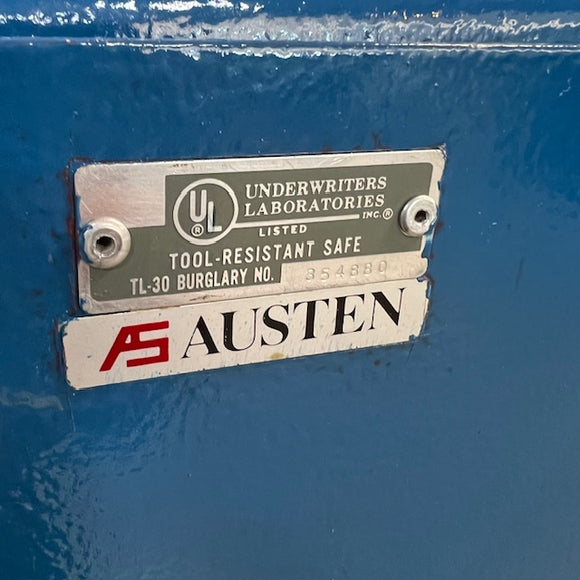 UL®
UNDERWRITERS
LABORATORIES
INC.®
LISTED
TOOL-RESISTANT SAFE
TL-30 BURGLARY NO. 354880
AS AUSTEN